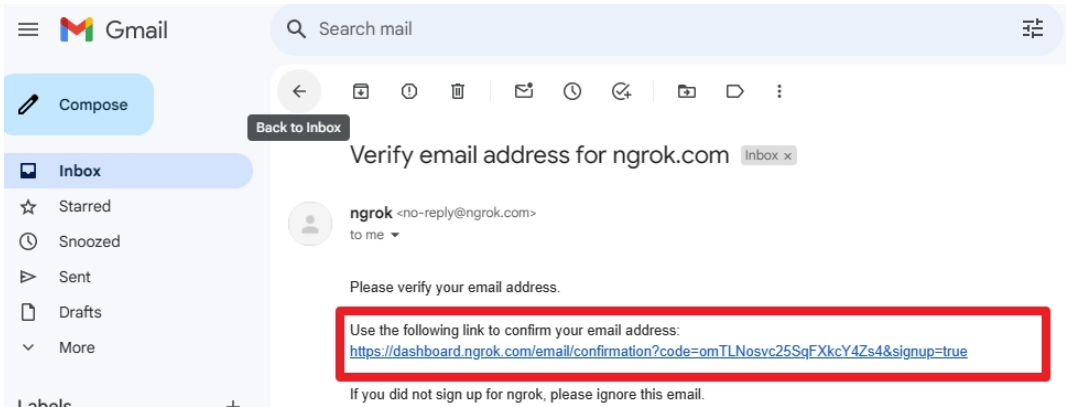 Gmail
Search mail
Compose
Back to Inbox
Verify email address for ngrok.com Inbox x
Inbox
Starred
ngrok <no-reply@ngrok.com>
to me
Snoozed
Sent
Please verify your email address.
Drafts
Use the following link to confirm your email address:
More
https://dashboard.ngrok.com/email/confirmation?code=omTLNosvc25SqFXkcY4Zs4&signup=true
If you did not sign up for ngrok, please ignore this email.
Labels